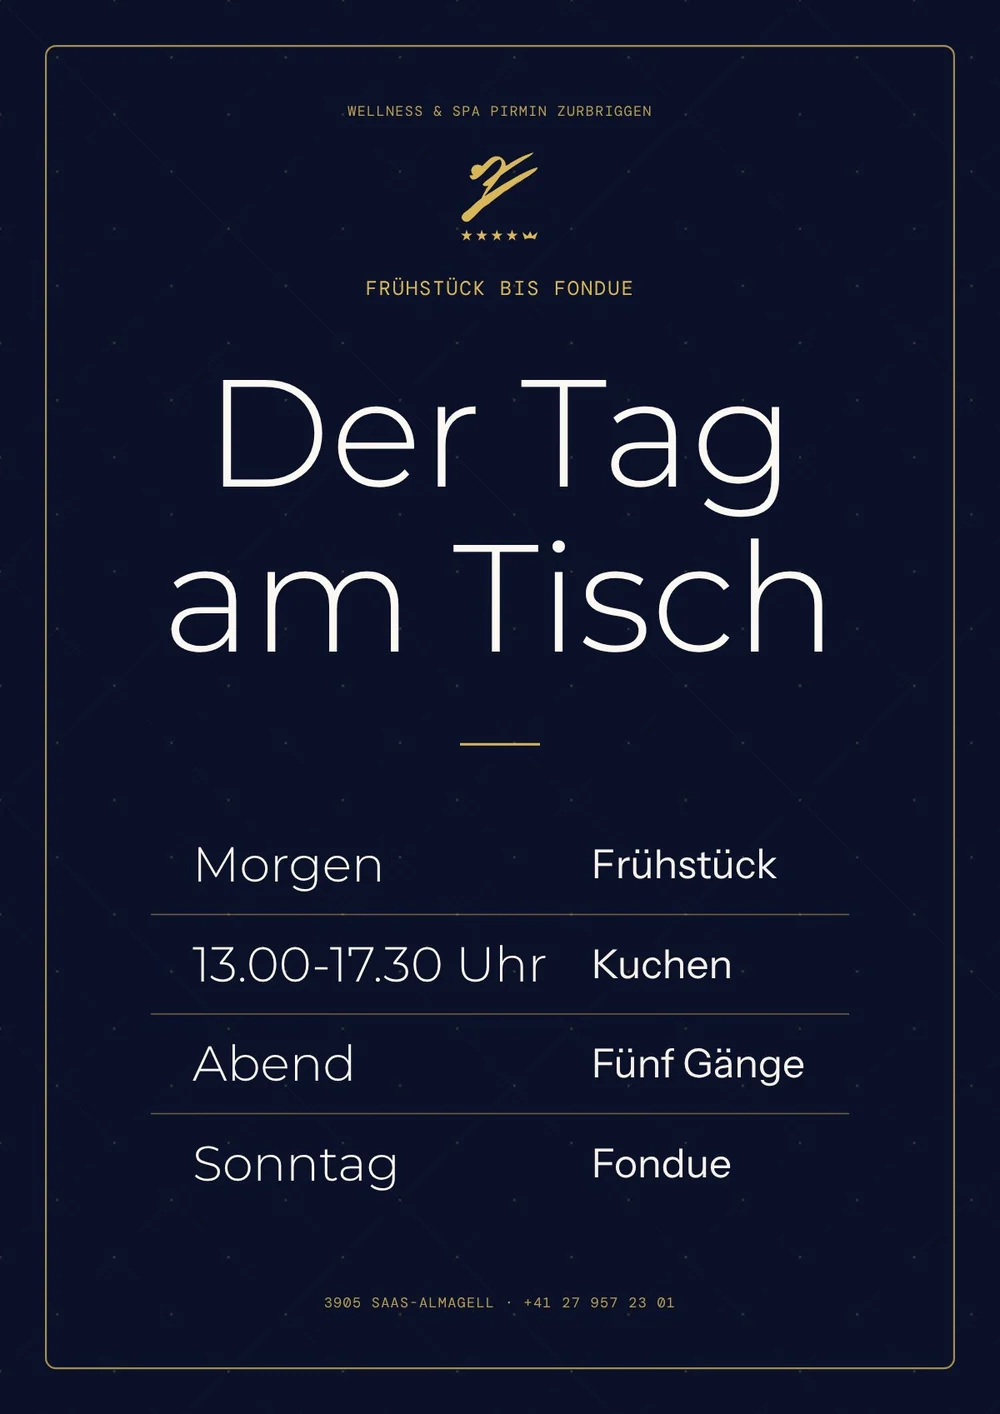 WELLNESS & SPA PIRMIN ZURBRIGGEN
FRÜHSTÜCK BIS FONDUE
Der Tag
am Tisch
Morgen Frühstück
13.00-17.30 Uhr Kuchen
Abend Fünf Gänge
Sonntag Fondue
3905 SAAS-ALMAGELL · +41 27 957 23 01